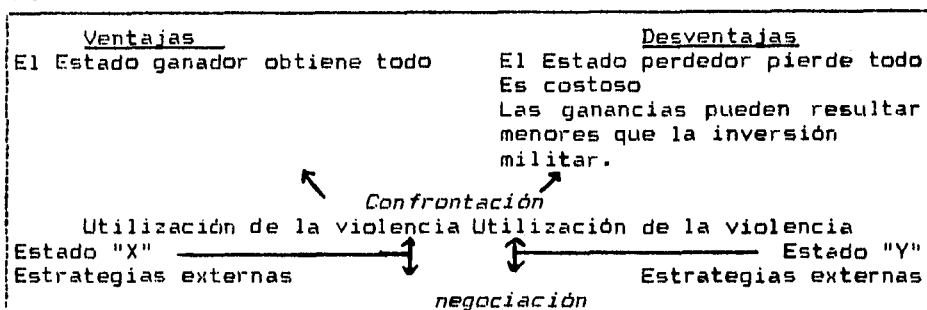 Ventajas Desventajas
El Estado ganador obtiene todo El Estado perdedor pierde todo
Es costoso
Las ganancias pueden resultar
menores que la inversión
militar.
Confrontación
Utilización de la violencia Utilización de la violencia
Estado "X" Estado "Y"
Estrategias externas Estrategias externas
negociación